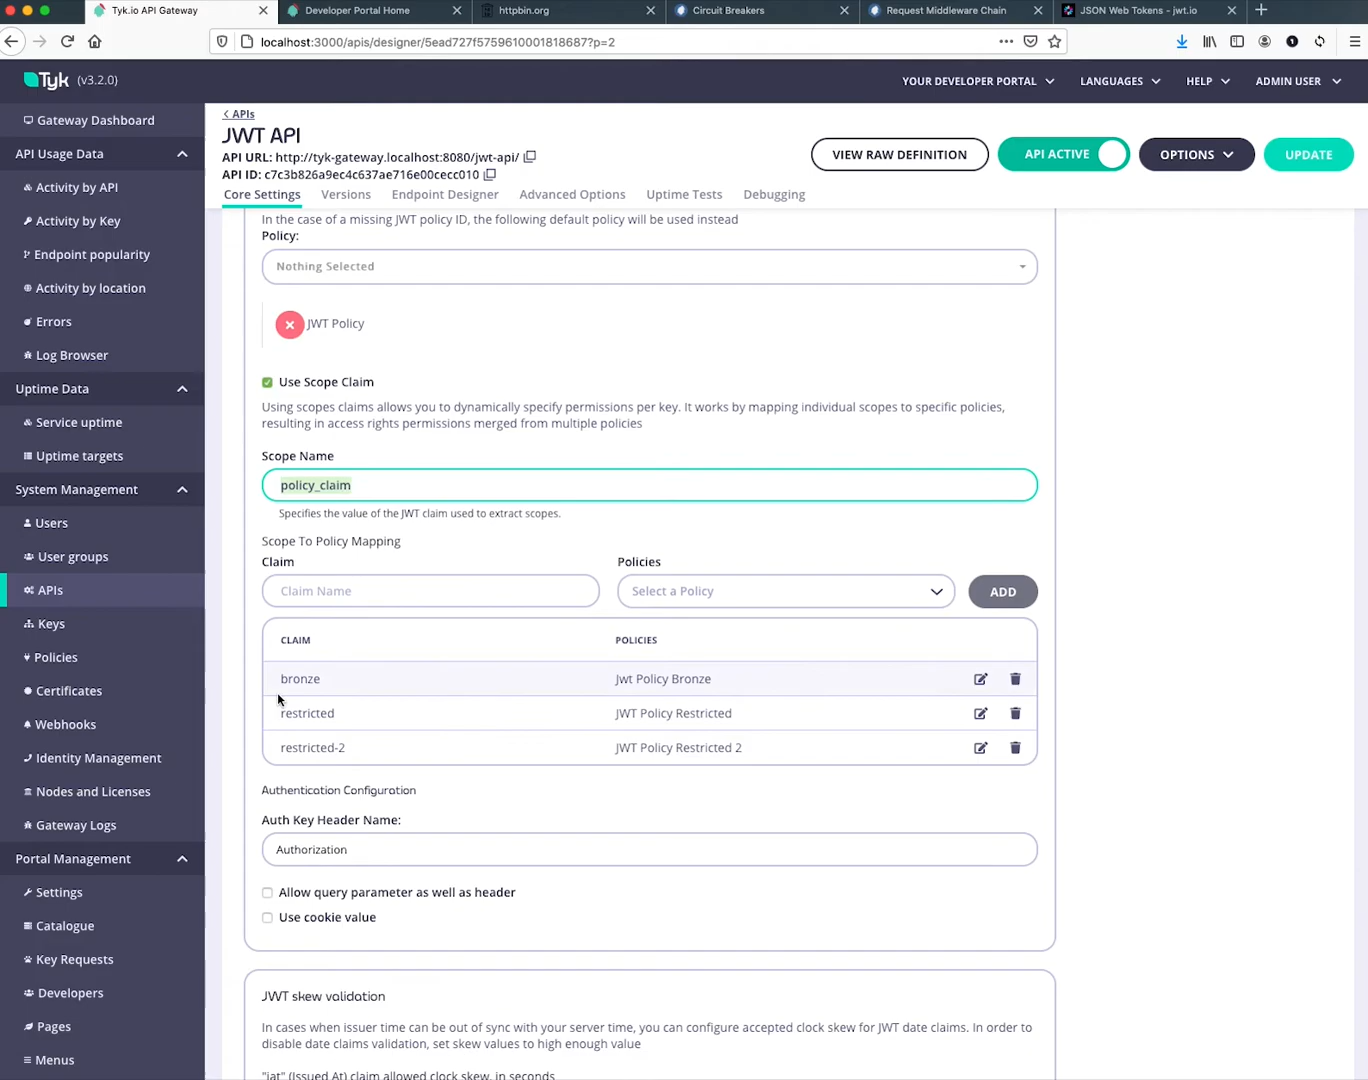 Tyk.io API Gateway
Developer Portal Home
httpbin.org
Circuit Breakers
Request Middleware Chain
JSON Web Tokens - jwt.io
localhost:3000/apis/designer/5ead727f5759610001818687?p=2
Tyk (v3.2.0)
YOUR DEVELOPER PORTAL
LANGUAGES
HELP
ADMIN USER
Gateway Dashboard
API Usage Data
Activity by API
Activity by Key
Endpoint popularity
Activity by location
Errors
Log Browser
Uptime Data
Service uptime
Uptime targets
System Management
Users
User groups
APIs
Keys
Policies
Certificates
Webhooks
Identity Management
Nodes and Licenses
Gateway Logs
Portal Management
Settings
Catalogue
Key Requests
Developers
Pages
Menus
< APIs
JWT API
API URL: http://tyk-gateway.localhost:8080/jwt-api/
API ID: c7c3b826a9ec4c637ae716e00cecc010
VIEW RAW DEFINITION
API ACTIVE
OPTIONS
UPDATE
Core Settings
Versions
Endpoint Designer
Advanced Options
Uptime Tests
Debugging
In the case of a missing JWT policy ID, the following default policy will be used instead
Policy:
Nothing Selected
JWT Policy
Use Scope Claim
Using scopes claims allows you to dynamically specify permissions per key. It works by mapping individual scopes to specific policies,
resulting in access rights permissions merged from multiple policies
Scope Name
policy_claim
Specifies the value of the JWT claim used to extract scopes.
Scope To Policy Mapping
Claim
Policies
Claim Name
Select a Policy
ADD
CLAIM
POLICIES
bronze
Jwt Policy Bronze
restricted
JWT Policy Restricted
restricted-2
JWT Policy Restricted 2
Authentication Configuration
Auth Key Header Name:
Authorization
Allow query parameter as well as header
Use cookie value
JWT skew validation
In cases when issuer time can be out of sync with your server time, you can configure accepted clock skew for JWT date claims. In order to
disable date claims validation, set skew values to high enough value
"iat" (Issued At) claim allowed clock skew, in seconds